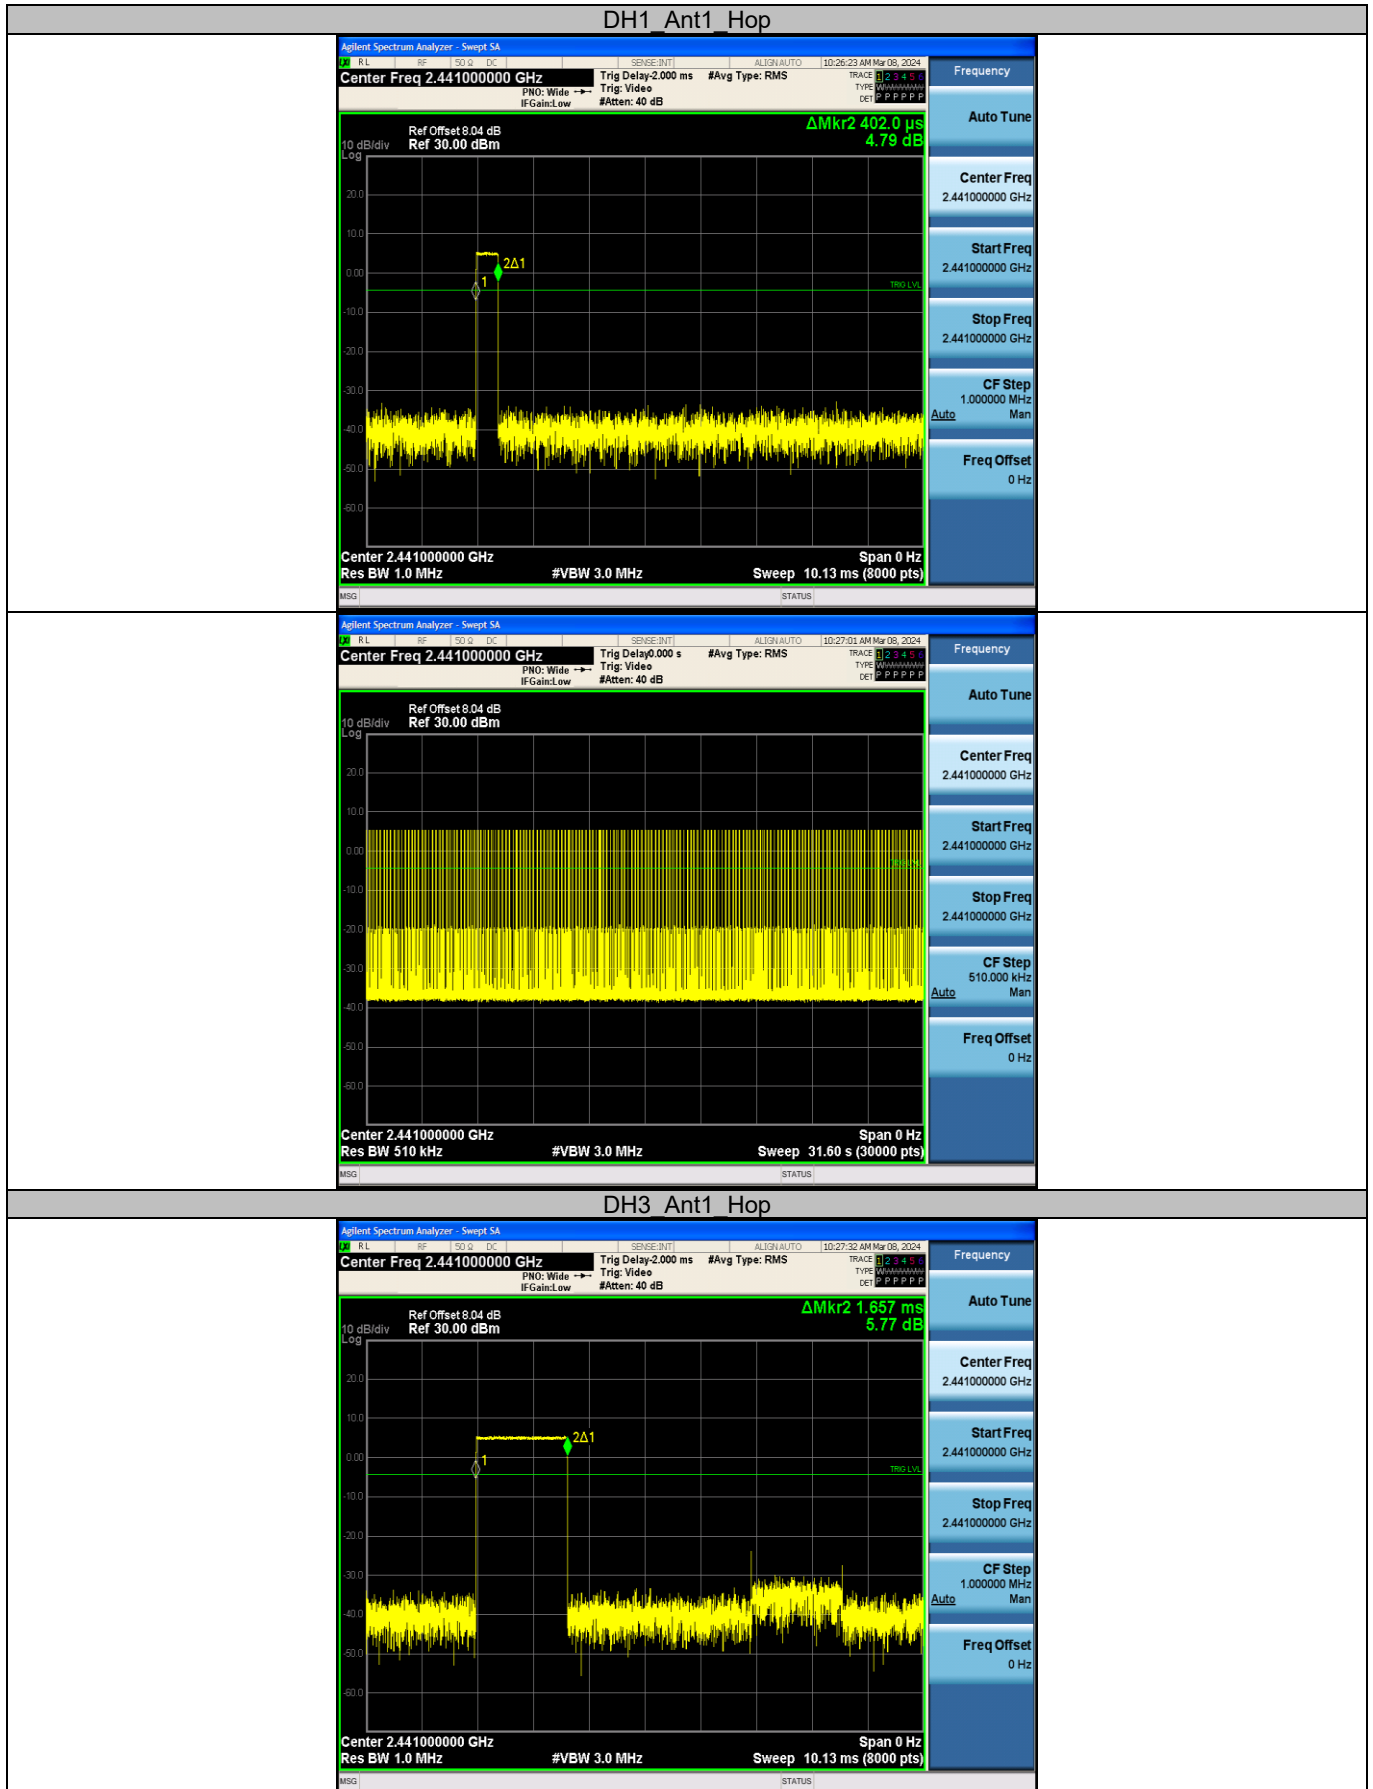 DH1_Ant1_Hop
Agilent Spectrum Analyzer - Swept SA
RL RF 50 Ω DC SENSE:INT ALIGN AUTO 10:26:23 AM Mar 08, 2024
Center Freq 2.441000000 GHz
PNO: Wide
IFGain:Low
Trig Delay-2.000 ms
Trig: Video
#Atten: 40 dB
#Avg Type: RMS
TRACE 1 2 3 4 5 6
TYPE
DET P P P P P P
Frequency
ΔMkr2 402.0 µs
4.79 dB
Ref Offset 8.04 dB
10 dB/div Ref 30.00 dBm
Log
20.0
10.0
0.00
-10.0
-20.0
-30.0
-40.0
-50.0
-60.0
1
2Δ1
TRIG LVL
Center 2.441000000 GHz Span 0 Hz
Res BW 1.0 MHz #VBW 3.0 MHz Sweep 10.13 ms (8000 pts)
MSG STATUS
Auto Tune
Center Freq
2.441000000 GHz
Start Freq
2.441000000 GHz
Stop Freq
2.441000000 GHz
CF Step
1.000000 MHz
Auto Man
Freq Offset
0 Hz
Agilent Spectrum Analyzer - Swept SA
RL RF 50 Ω DC SENSE:INT ALIGN AUTO 10:27:01 AM Mar 08, 2024
Center Freq 2.441000000 GHz
PNO: Wide
IFGain:Low
Trig Delay0.000 s
Trig: Video
#Atten: 40 dB
#Avg Type: RMS
TRACE 1 2 3 4 5 6
TYPE
DET P P P P P P
Frequency
Ref Offset 8.04 dB
10 dB/div Ref 30.00 dBm
Log
20.0
10.0
0.00
-10.0
-20.0
-30.0
-40.0
-50.0
-60.0
TRIG LVL
Center 2.441000000 GHz Span 0 Hz
Res BW 510 kHz #VBW 3.0 MHz Sweep 31.60 s (30000 pts)
MSG STATUS
Auto Tune
Center Freq
2.441000000 GHz
Start Freq
2.441000000 GHz
Stop Freq
2.441000000 GHz
CF Step
510.000 kHz
Auto Man
Freq Offset
0 Hz
DH3_Ant1_Hop
Agilent Spectrum Analyzer - Swept SA
RL RF 50 Ω DC SENSE:INT ALIGN AUTO 10:27:32 AM Mar 08, 2024
Center Freq 2.441000000 GHz
PNO: Wide
IFGain:Low
Trig Delay-2.000 ms
Trig: Video
#Atten: 40 dB
#Avg Type: RMS
TRACE 1 2 3 4 5 6
TYPE
DET P P P P P P
Frequency
ΔMkr2 1.657 ms
5.77 dB
Ref Offset 8.04 dB
10 dB/div Ref 30.00 dBm
Log
20.0
10.0
0.00
-10.0
-20.0
-30.0
-40.0
-50.0
-60.0
1
2Δ1
TRIG LVL
Center 2.441000000 GHz Span 0 Hz
Res BW 1.0 MHz #VBW 3.0 MHz Sweep 10.13 ms (8000 pts)
MSG STATUS
Auto Tune
Center Freq
2.441000000 GHz
Start Freq
2.441000000 GHz
Stop Freq
2.441000000 GHz
CF Step
1.000000 MHz
Auto Man
Freq Offset
0 Hz